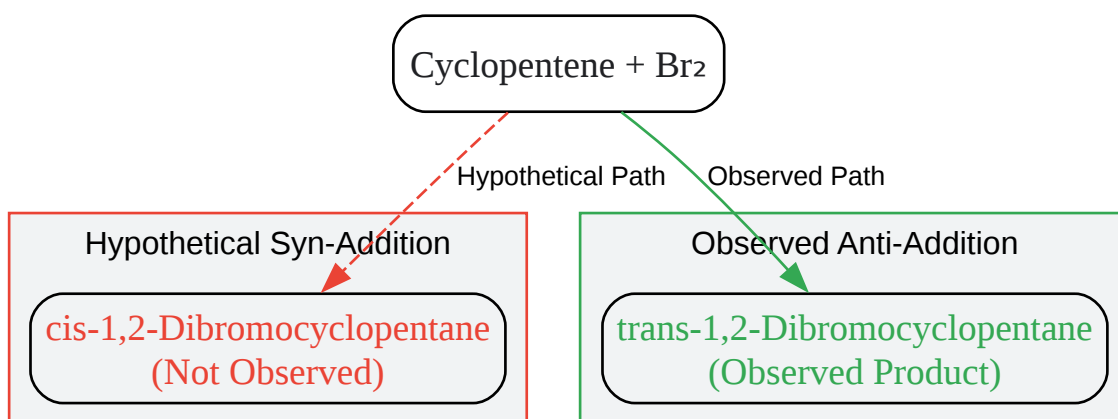 Cyclopentene + Br₂
Hypothetical Path
Observed Path
Hypothetical Syn-Addition
cis-1,2-Dibromocyclopentane
(Not Observed)
Observed Anti-Addition
trans-1,2-Dibromocyclopentane
(Observed Product)